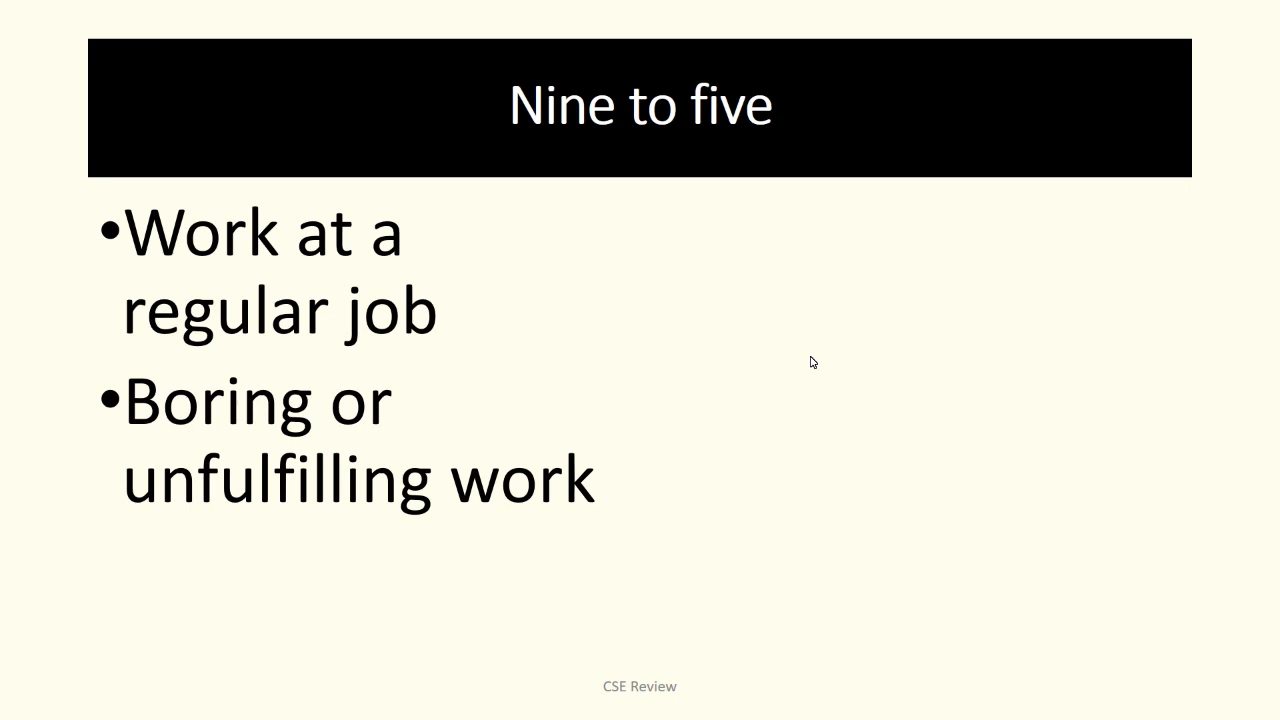 Nine to five
•Work at a
regular job
•Boring or
unfulfilling work
CSE Review